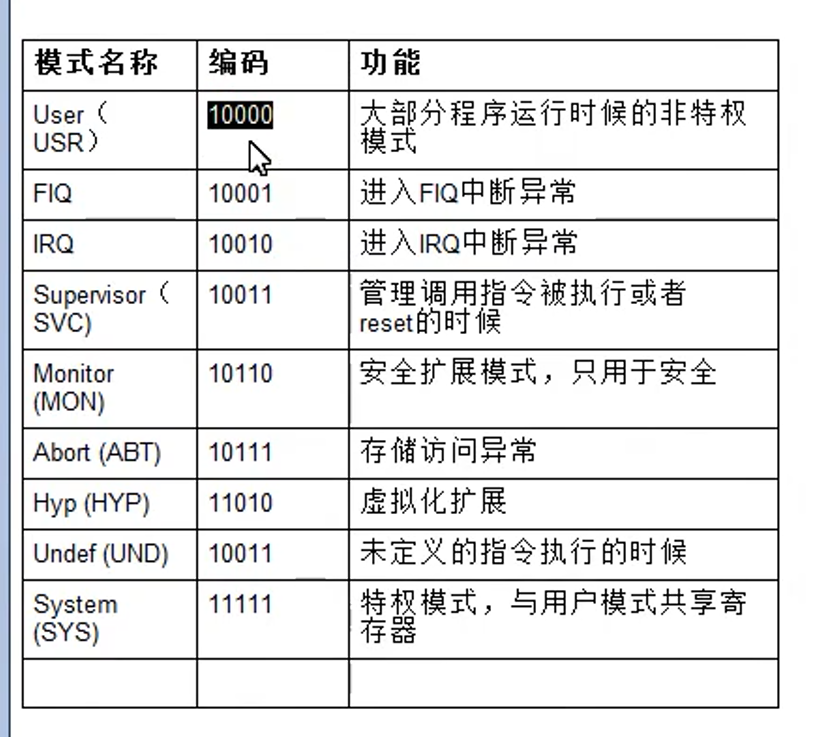 模式名称 编码 功能
User（ 10000 大部分程序运行时候的非特权
USR） 模式
FIQ 10001 进入FIQ中断异常
IRQ 10010 进入IRQ中断异常
Supervisor（ 10011 管理调用指令被执行或者
SVC) reset的时候
Monitor 10110 安全扩展模式，只用于安全
(MON)
Abort (ABT) 10111 存储访问异常
Hyp (HYP) 11010 虚拟化扩展
Undef (UND) 10011 未定义的指令执行的时候
System 11111 特权模式，与用户模式共享寄
(SYS) 存器